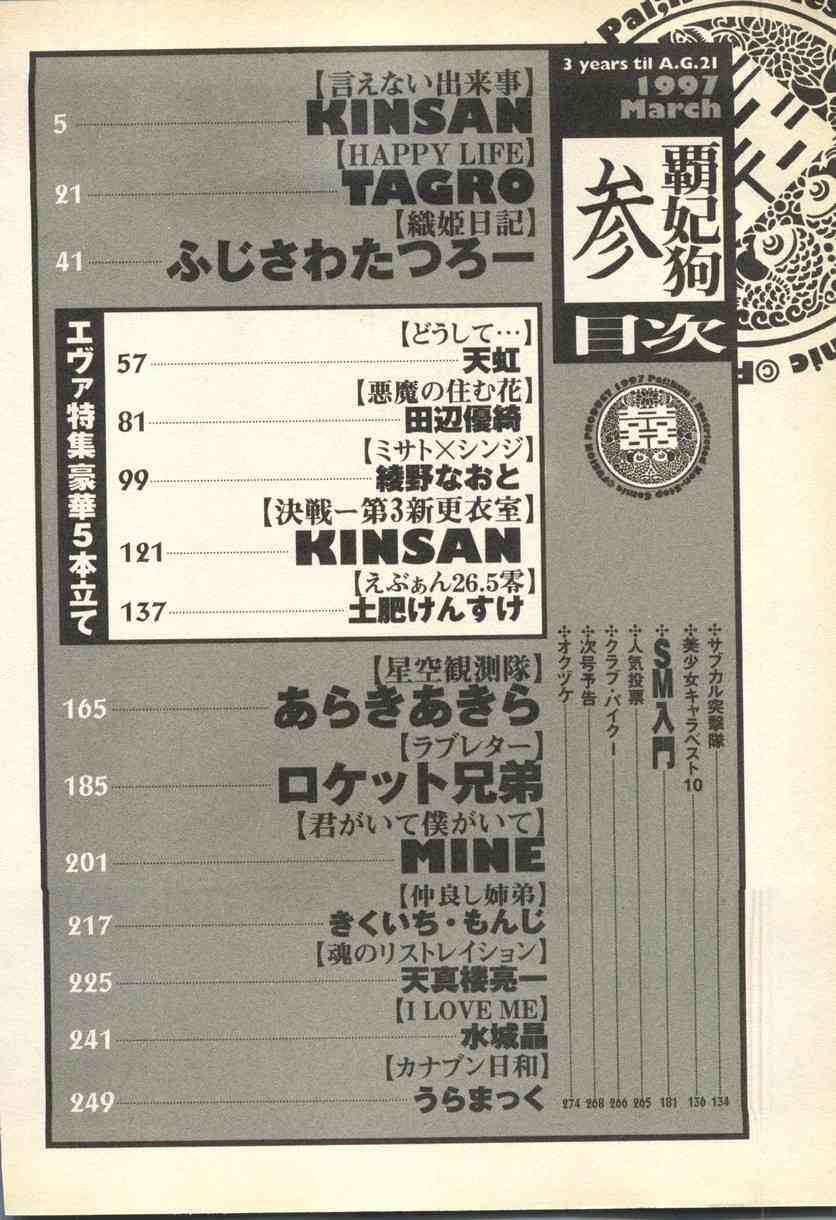 3 years til A.G.21
1997
March
覇妃狗
参
目次
【言えない出来事】
5 KINSAN
【HAPPY LIFE】
21 TAGRO
【織姫日記】
41 ふじさわたつろー
エヴァ特集豪華5本立て
【どうして…】
57 天虹
【悪魔の住む花】
81 田辺優綺
【ミサト×シンジ】
99 綾野なおと
【決戦ー第3新更衣室】
121 KINSAN
【えぶぁん26.5零】
137 土肥けんすけ
【星空観測隊】
165 あらきあきら
【ラブレター】
185 ロケット兄弟
【君がいて僕がいて】
201 MINE
【仲良し姉弟】
217 きくいち・もんじ
【魂のリストレイション】
225 天真楼亮一
【I LOVE ME】
241 水城晶
【カナブン日和】
249 うらまっく
サブカル突撃隊 134
美少女キャラベスト10 136
SM入門 181
人気投票 265
クラブ・パイクー 266
次号予告 268
オクヅケ 274